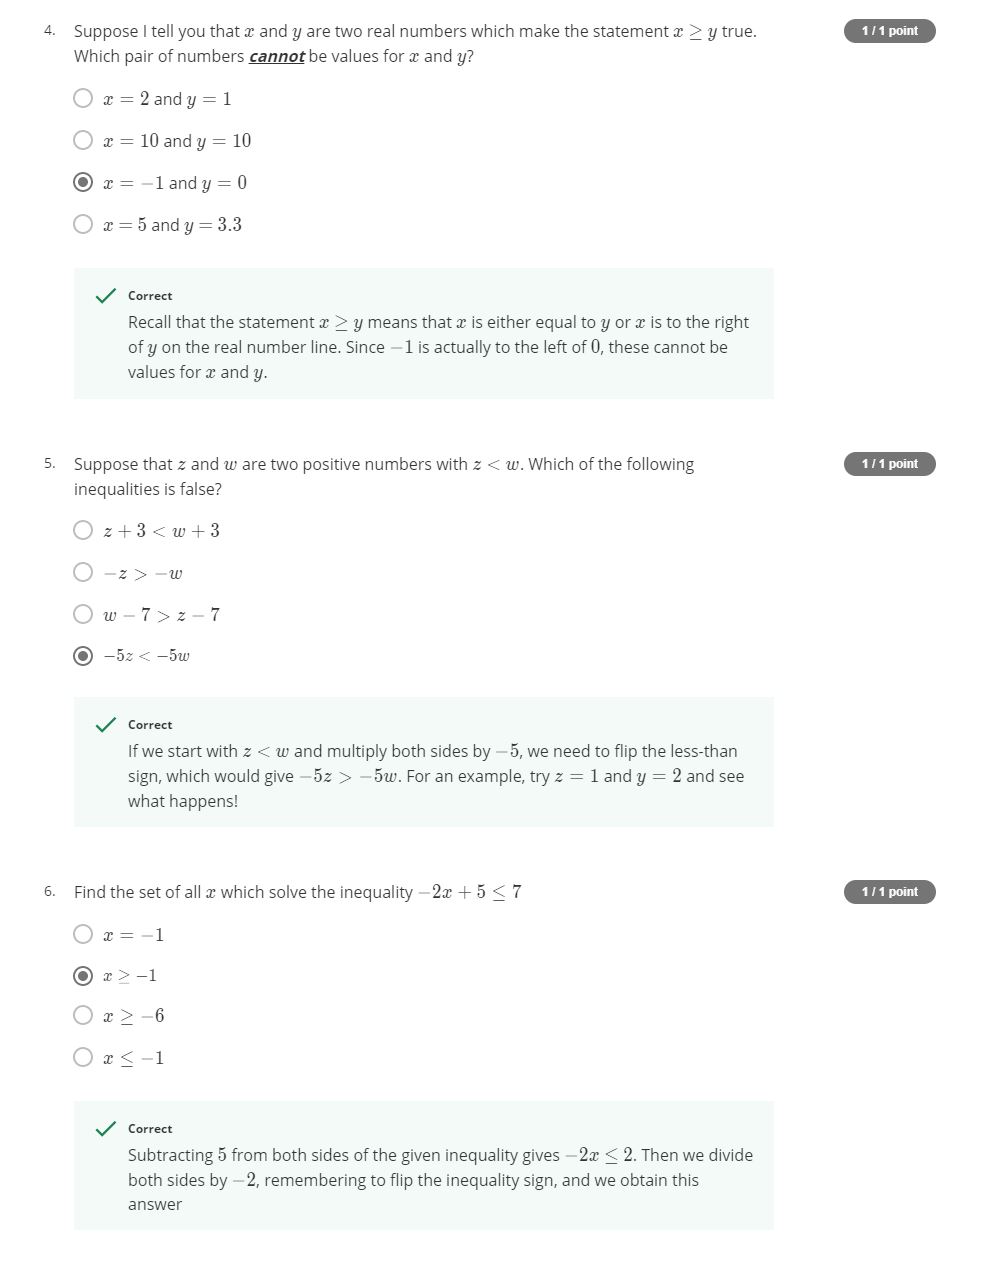 4. Suppose I tell you that x and y are two real numbers which make the statement x ≥ y true. 1 / 1 point
Which pair of numbers cannot be values for x and y?
x = 2 and y = 1
x = 10 and y = 10
x = −1 and y = 0
x = 5 and y = 3.3
Correct
Recall that the statement x ≥ y means that x is either equal to y or x is to the right
of y on the real number line. Since −1 is actually to the left of 0, these cannot be
values for x and y.
5. Suppose that z and w are two positive numbers with z < w. Which of the following 1 / 1 point
inequalities is false?
z + 3 < w + 3
−z > −w
w − 7 > z − 7
−5z < −5w
Correct
If we start with z < w and multiply both sides by −5, we need to flip the less-than
sign, which would give −5z > −5w. For an example, try z = 1 and y = 2 and see
what happens!
6. Find the set of all x which solve the inequality −2x + 5 ≤ 7 1 / 1 point
x = −1
x ≥ −1
x ≥ −6
x ≤ −1
Correct
Subtracting 5 from both sides of the given inequality gives −2x ≤ 2. Then we divide
both sides by −2, remembering to flip the inequality sign, and we obtain this
answer